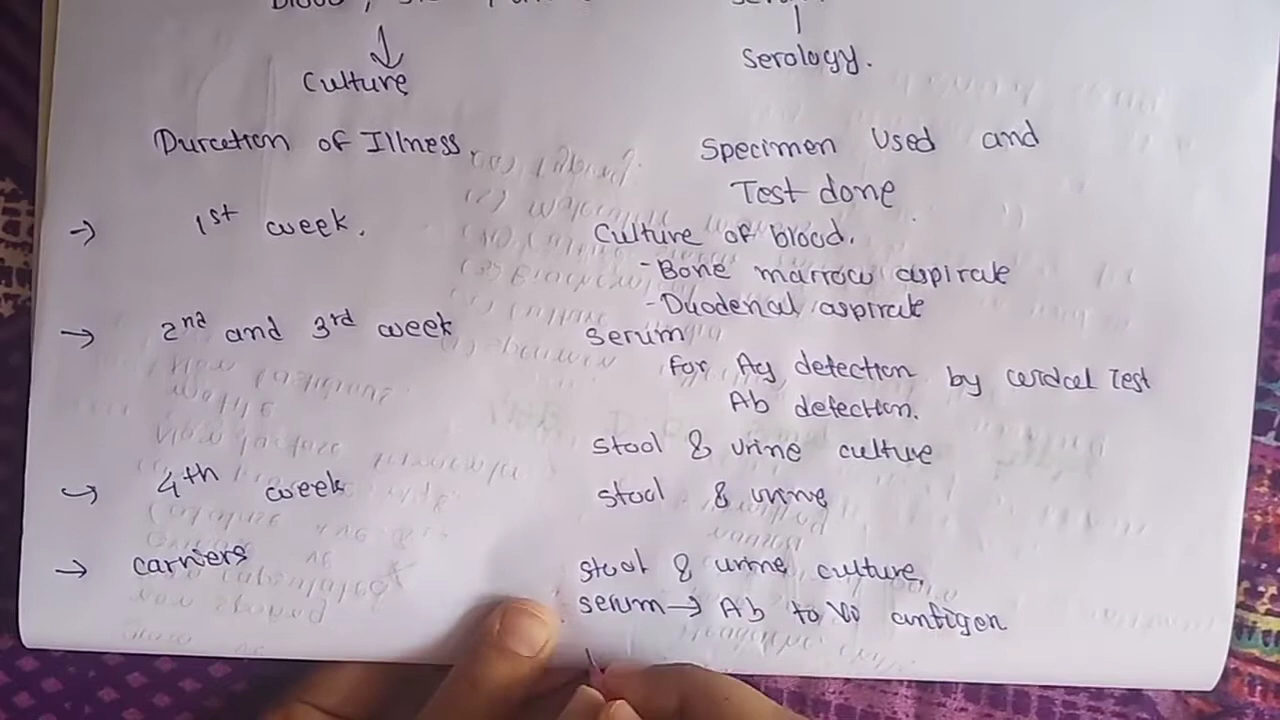 Serology.
Culture
Duration of Illness.
Specimen Used and
Test done
→ 1st week.
Culture of blood.
- Bone marrow aspirate
- Duodenal aspirate
→ 2nd and 3rd week
Serum
For Ag detection by Test
Ab detection.
Stool & urine culture
→ 4th week
Stool & urine
→ carriers
Stool & urine culture,
serum → Ab to Vi antigen